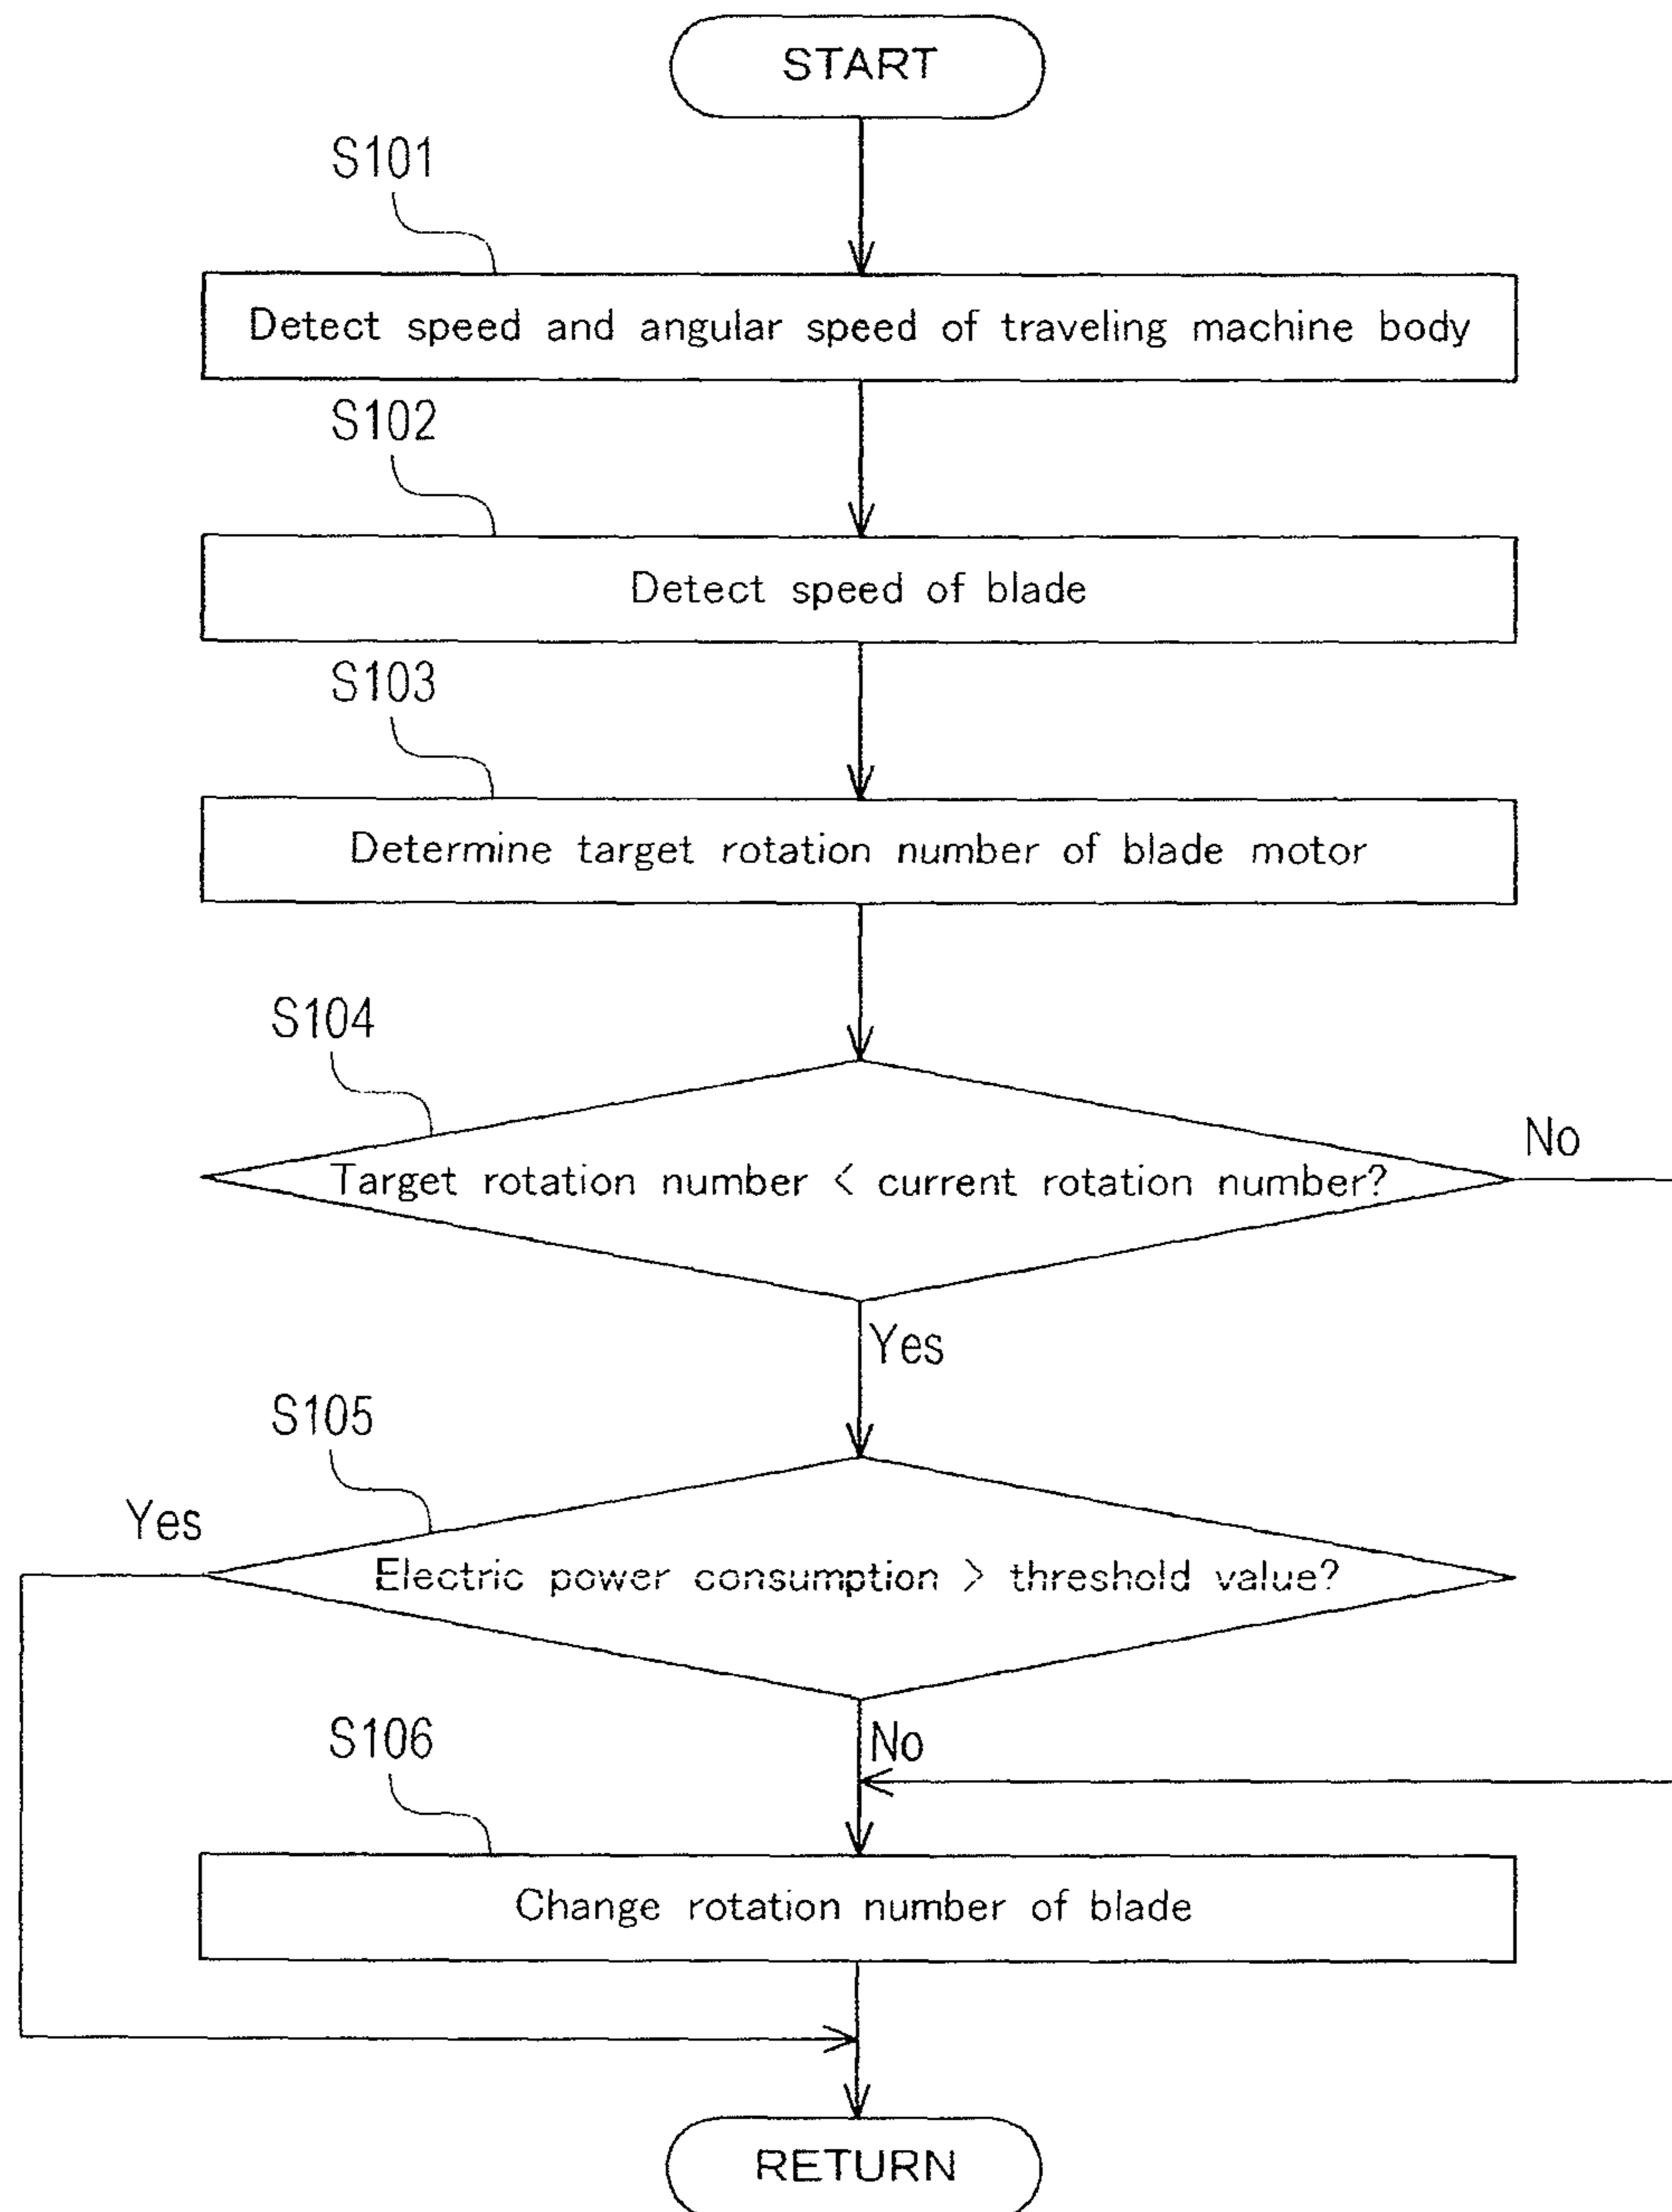 START
S101
Detect speed and angular speed of traveling machine body
S102
Detect speed of blade
S103
Determine target rotation number of blade motor
S104
No
Target rotation number < current rotation number?
Yes
S105
Yes
Electric power consumption > threshold value?
S106
No
Change rotation number of blade
RETURN